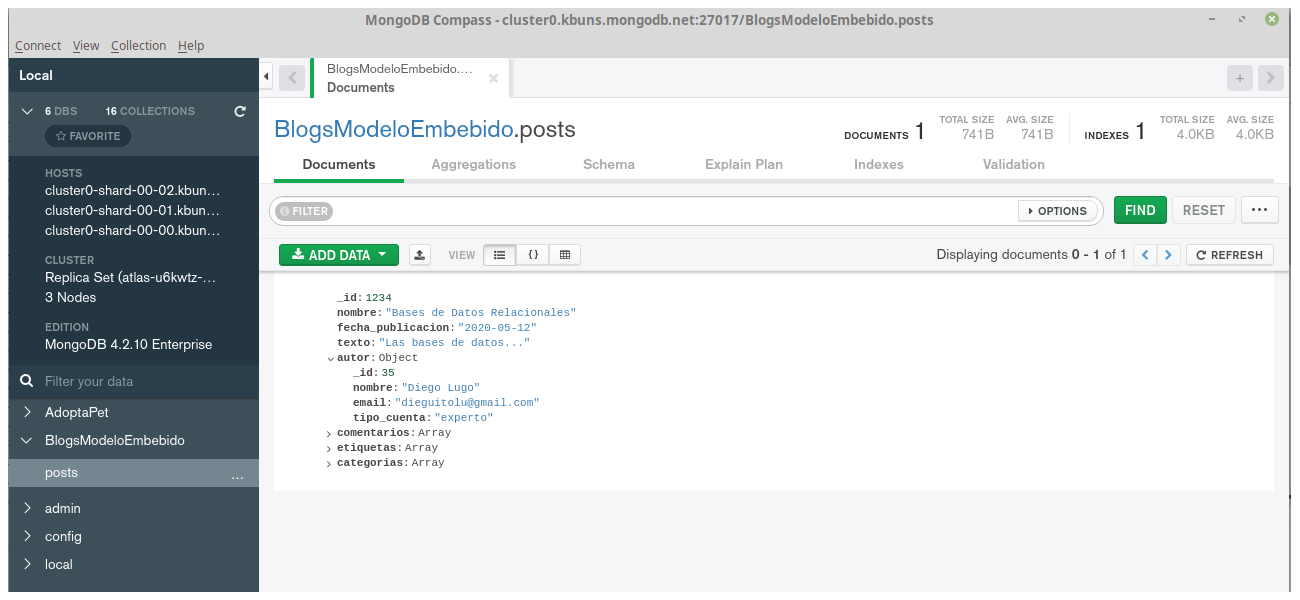 MongoDB Compass - cluster0.kbuns.mongodb.net:27017/BlogsModeloEmbebido.posts
Connect View Collection Help
Local
6 DBS 16 COLLECTIONS
FAVORITE
HOSTS
cluster0-shard-00-02.kbun...
cluster0-shard-00-01.kbun...
cluster0-shard-00-00.kbun...
CLUSTER
Replica Set (atlas-u6kwtz-...
3 Nodes
EDITION
MongoDB 4.2.10 Enterprise
Filter your data
AdoptaPet
BlogsModeloEmbebido
posts ...
admin
config
local
BlogsModeloEmbebido....
Documents
BlogsModeloEmbebido.posts
DOCUMENTS 1 TOTAL SIZE 741B AVG. SIZE 741B INDEXES 1 TOTAL SIZE 4.0KB AVG. SIZE 4.0KB
Documents Aggregations Schema Explain Plan Indexes Validation
FILTER OPTIONS FIND RESET ...
ADD DATA VIEW {} Displaying documents 0 - 1 of 1 REFRESH
_id: 1234
nombre: "Bases de Datos Relacionales"
fecha_publicacion: "2020-05-12"
texto: "Las bases de datos..."
autor: Object
_id: 35
nombre: "Diego Lugo"
email: "dieguitolu@gmail.com"
tipo_cuenta: "experto"
comentarios: Array
etiquetas: Array
categorias: Array